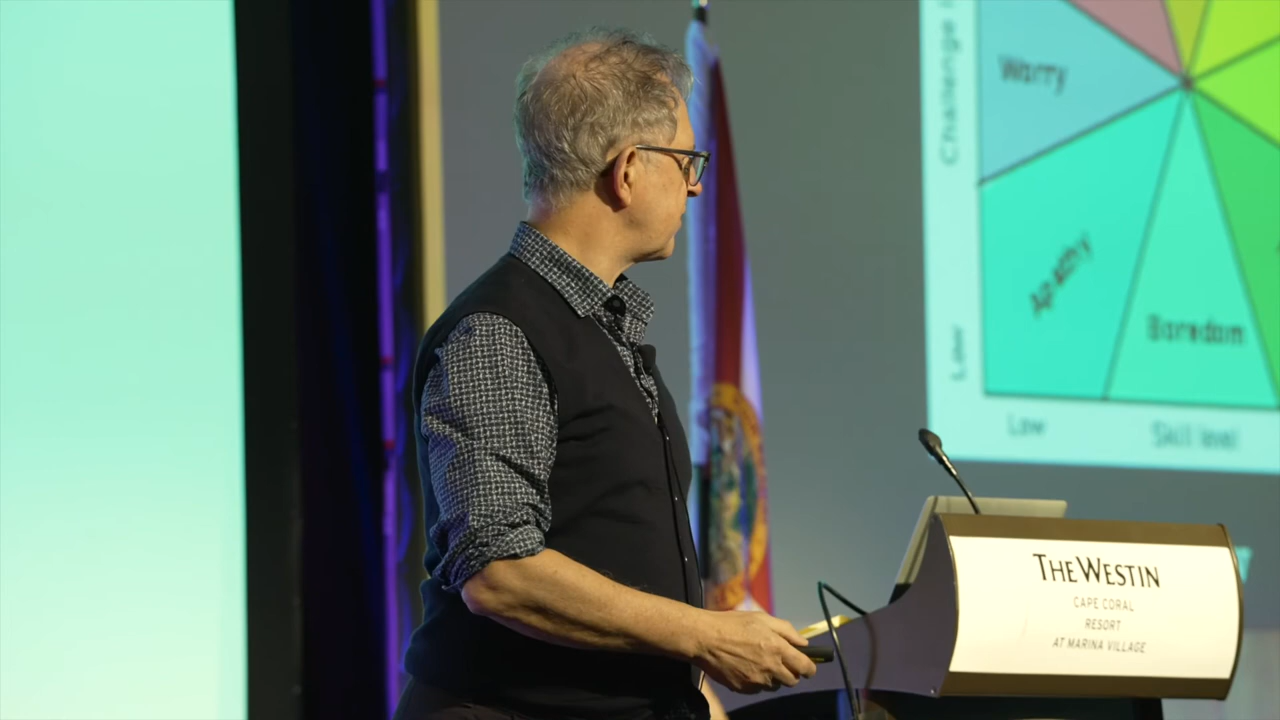 Challenge
Worry
Apathy
Boredom
Low
Low
Skill level
THE WESTIN
CAPE CORAL
RESORT
AT MARINA VILLAGE